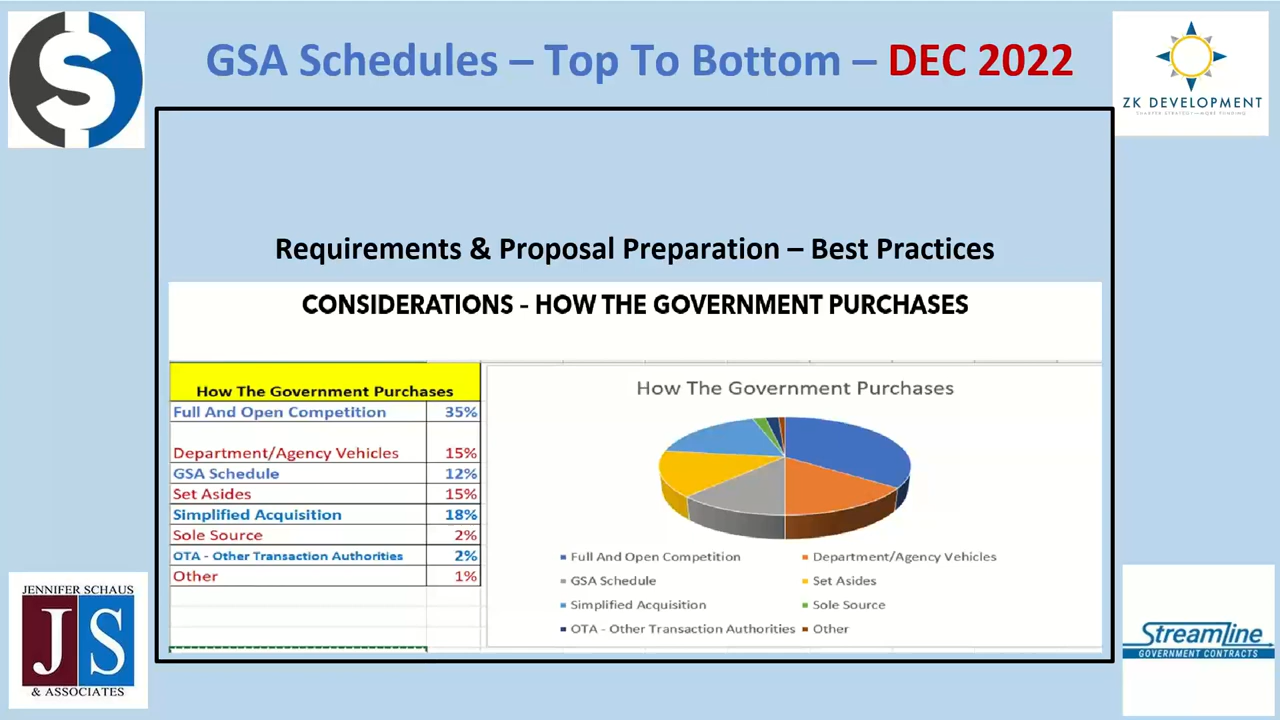 GSA Schedules – Top To Bottom – DEC 2022
ZK DEVELOPMENT
Requirements & Proposal Preparation – Best Practices
CONSIDERATIONS - HOW THE GOVERNMENT PURCHASES
How The Government Purchases
Full And Open Competition 35%
Department/Agency Vehicles 15%
GSA Schedule 12%
Set Asides 15%
Simplified Acquisition 18%
Sole Source 2%
OTA - Other Transaction Authorities 2%
Other 1%
How The Government Purchases
Full And Open Competition Department/Agency Vehicles
GSA Schedule Set Asides
Simplified Acquisition Sole Source
OTA - Other Transaction Authorities Other
JENNIFER SCHAUS
JS
& ASSOCIATES
Streamline
GOVERNMENT CONTRACTS